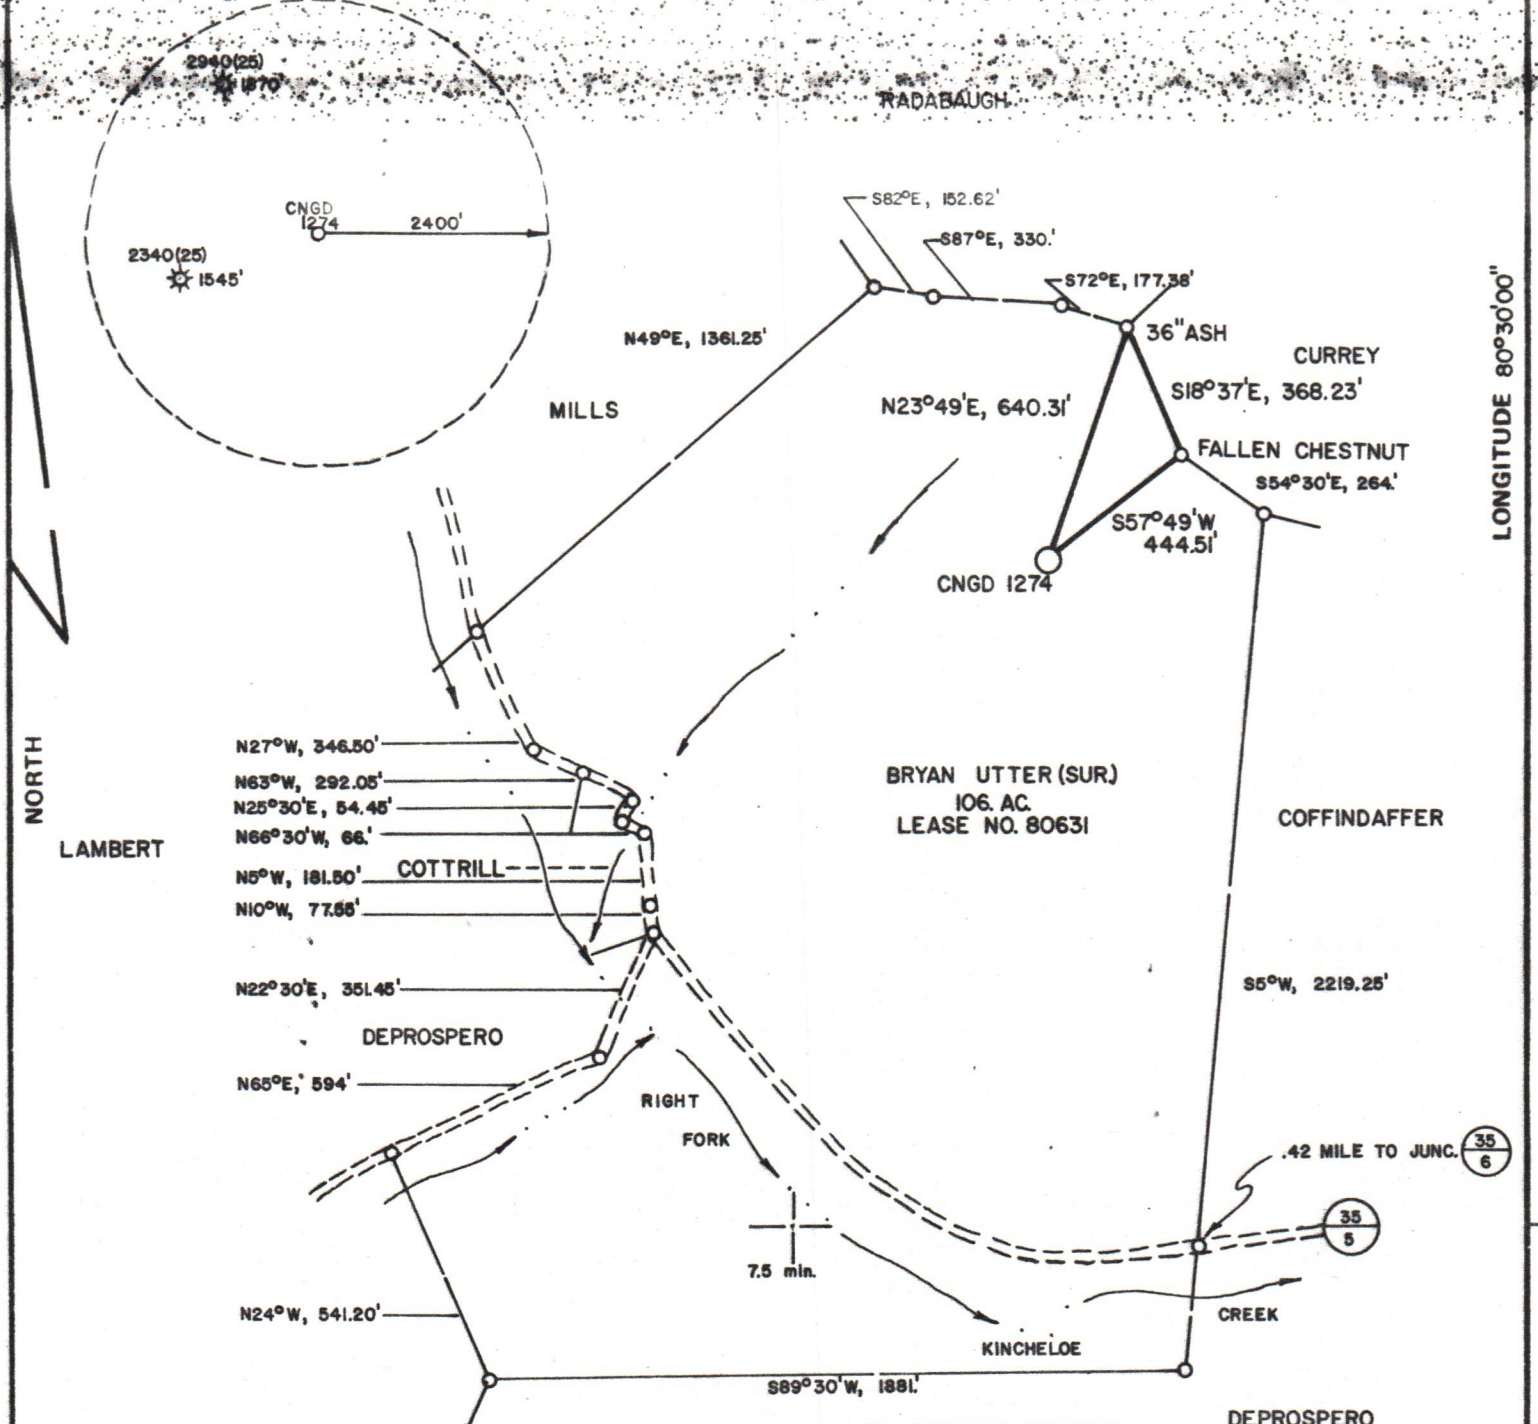 2940(25)
1870'
RADABAUGH
S82°E, 152.62'
CNGD
1274
2400'
S87°E, 330.'
2340(25)
1545'
S72°E, 177.38'
N49°E, 1361.25'
36" ASH
CURREY
LONGITUDE 80°30'00"
N23°49'E, 640.31'
S18°37'E, 368.23'
MILLS
FALLEN CHESTNUT
S54°30'E, 264.'
S57°49'W
444.51'
CNGD 1274
NORTH
N27°W, 346.50'
N63°W, 292.05'
N25°30'E, 54.45'
N66°30'W, 66.'
BRYAN UTTER (SUR.)
106. AC.
LEASE NO. 80631
COFFINDAFFER
LAMBERT
COTTRILL
N5°W, 181.50'
N10°W, 77.55'
N22°30'E, 351.45'
S5°W, 2219.25'
DEPROSPERO
N65°E, 594'
RIGHT
FORK
.42 MILE TO JUNC.
35
6
35
5
7.5 min.
N24°W, 541.20'
CREEK
KINCHELOE
S89°30'W, 1881.'
DEPROSPERO